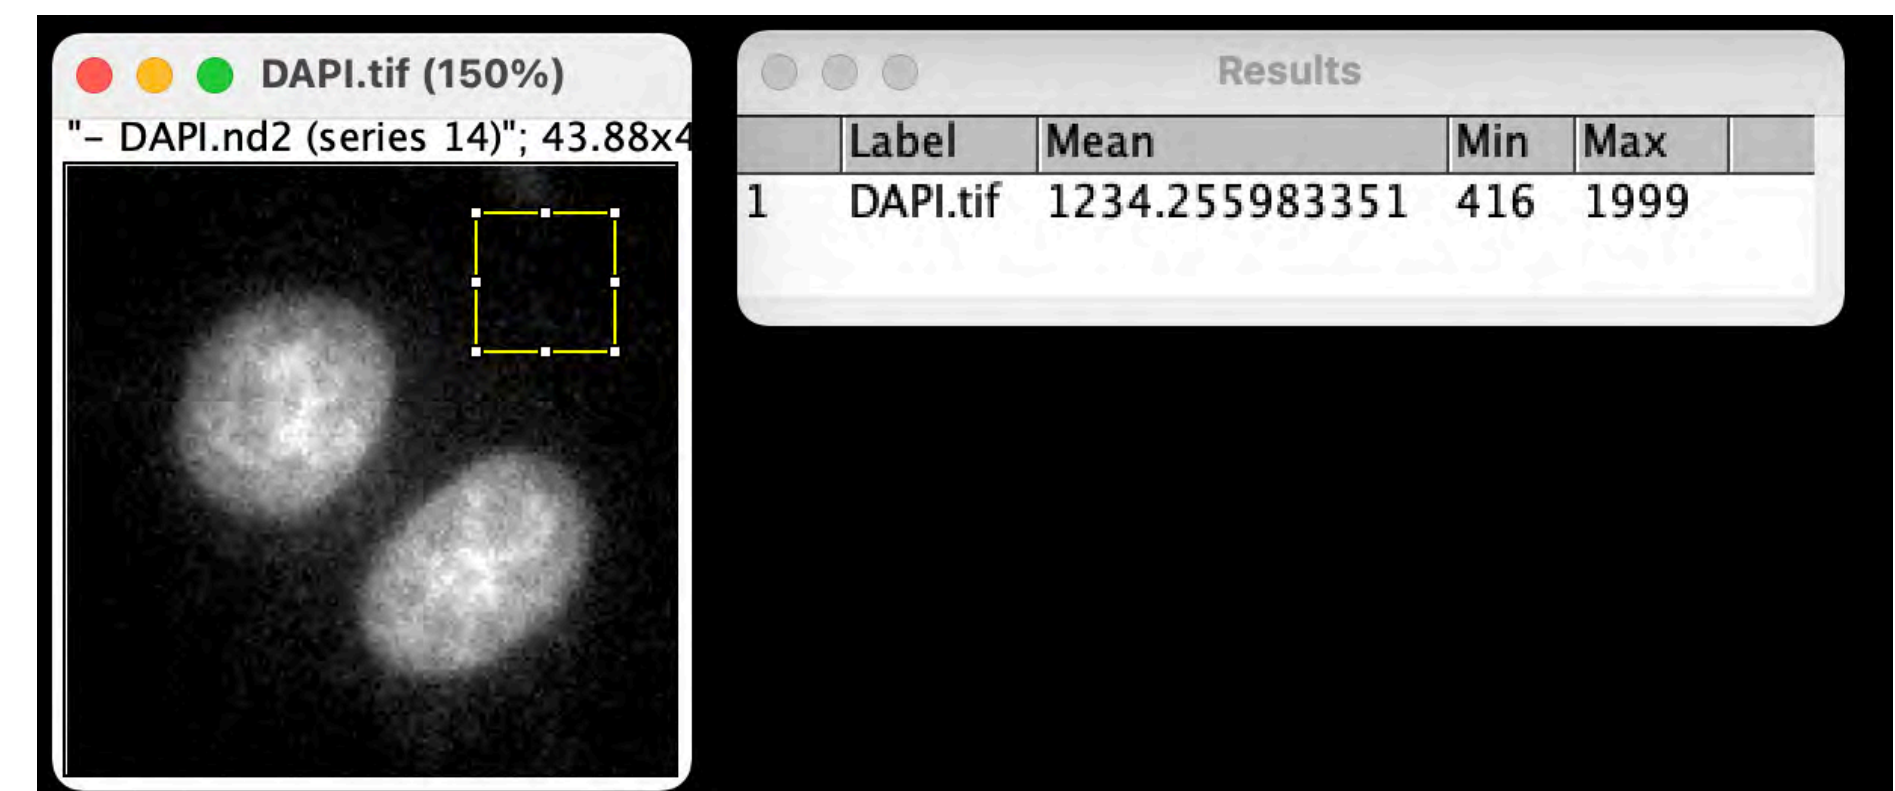 DAPI.tif (150%)
"– DAPI.nd2 (series 14)"; 43.88x4
Results
Label Mean Min Max
1 DAPI.tif 1234.255983351 416 1999